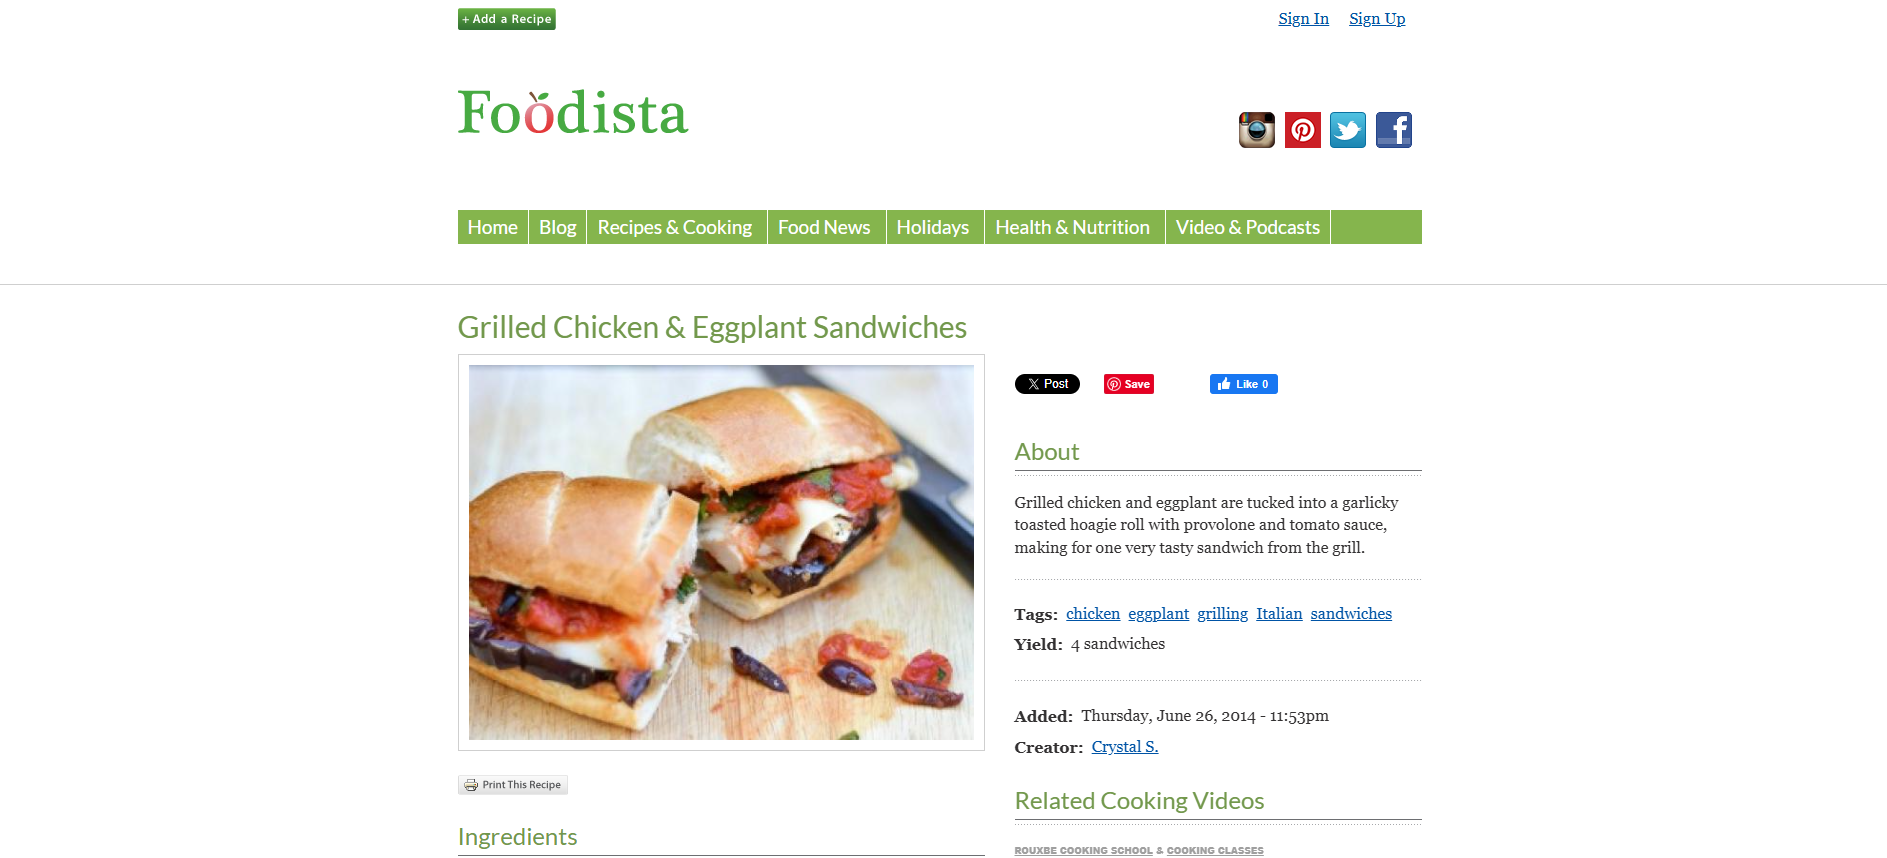 + Add a Recipe
Sign In Sign Up
Foodista
Home Blog Recipes & Cooking Food News Holidays Health & Nutrition Video & Podcasts
Grilled Chicken & Eggplant Sandwiches
Post Save Like 0
About
Grilled chicken and eggplant are tucked into a garlicky
toasted hoagie roll with provolone and tomato sauce,
making for one very tasty sandwich from the grill.
Tags: chicken eggplant grilling Italian sandwiches
Yield: 4 sandwiches
Added: Thursday, June 26, 2014 - 11:53pm
Creator: Crystal S.
Print This Recipe
Related Cooking Videos
Ingredients
ROUXBE COOKING SCHOOL & COOKING CLASSES